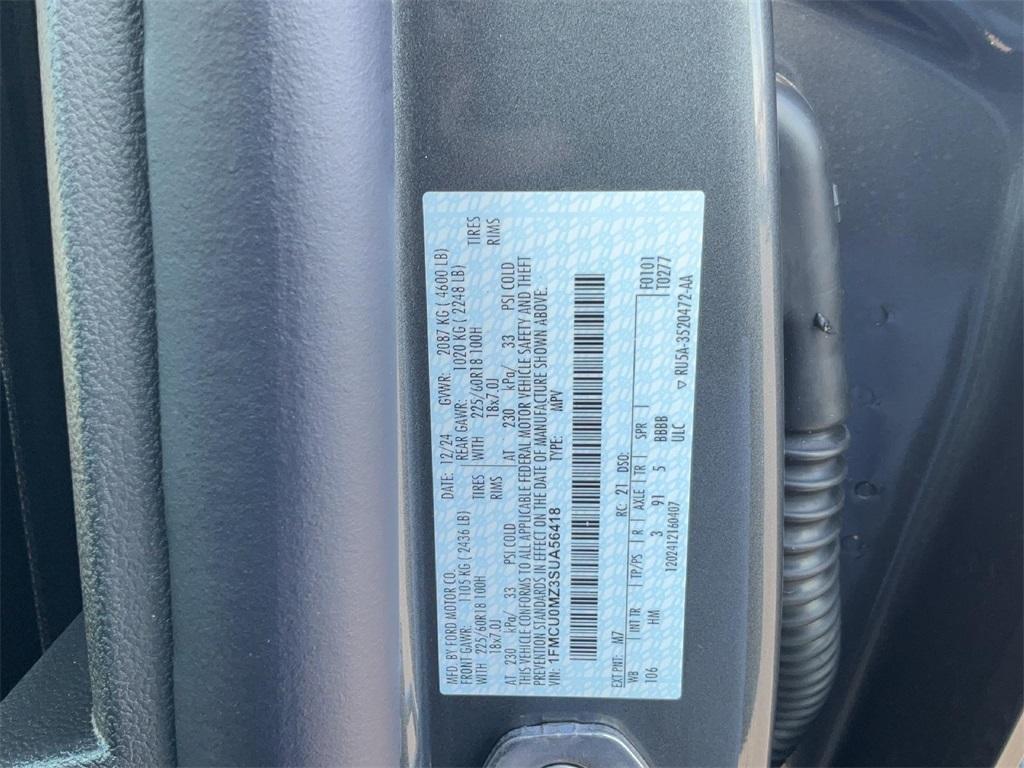 MFD. BY FORD MOTOR CO. DATE: 12/24 GVWR: 2087 KG ( 4600 LB)
FRONT GAWR: 1105 KG ( 2436 LB) REAR GAWR: 1020 KG ( 2248 LB)
WITH 225/60R18 100H TIRES WITH 225/60R18 100H TIRES
18x7.0J RIMS 18x7.0J RIMS
AT 230 kPa/ 33 PSI COLD AT 230 kPa/ 33 PSI COLD
THIS VEHICLE CONFORMS TO ALL APPLICABLE FEDERAL MOTOR VEHICLE SAFETY AND THEFT
PREVENTION STANDARDS IN EFFECT ON THE DATE OF MANUFACTURE SHOWN ABOVE.
VIN: 1FMCU0MZ3SUA56418 TYPE: MPV
EXT PNT: M7 RC: 21 DSO: F0101
WB INT TR TP/PS R AXLE TR SPR T0277
106 HM 3 91 5 BBBB
ULC
120241216040​7 ▽ RU5A-3520472-AA